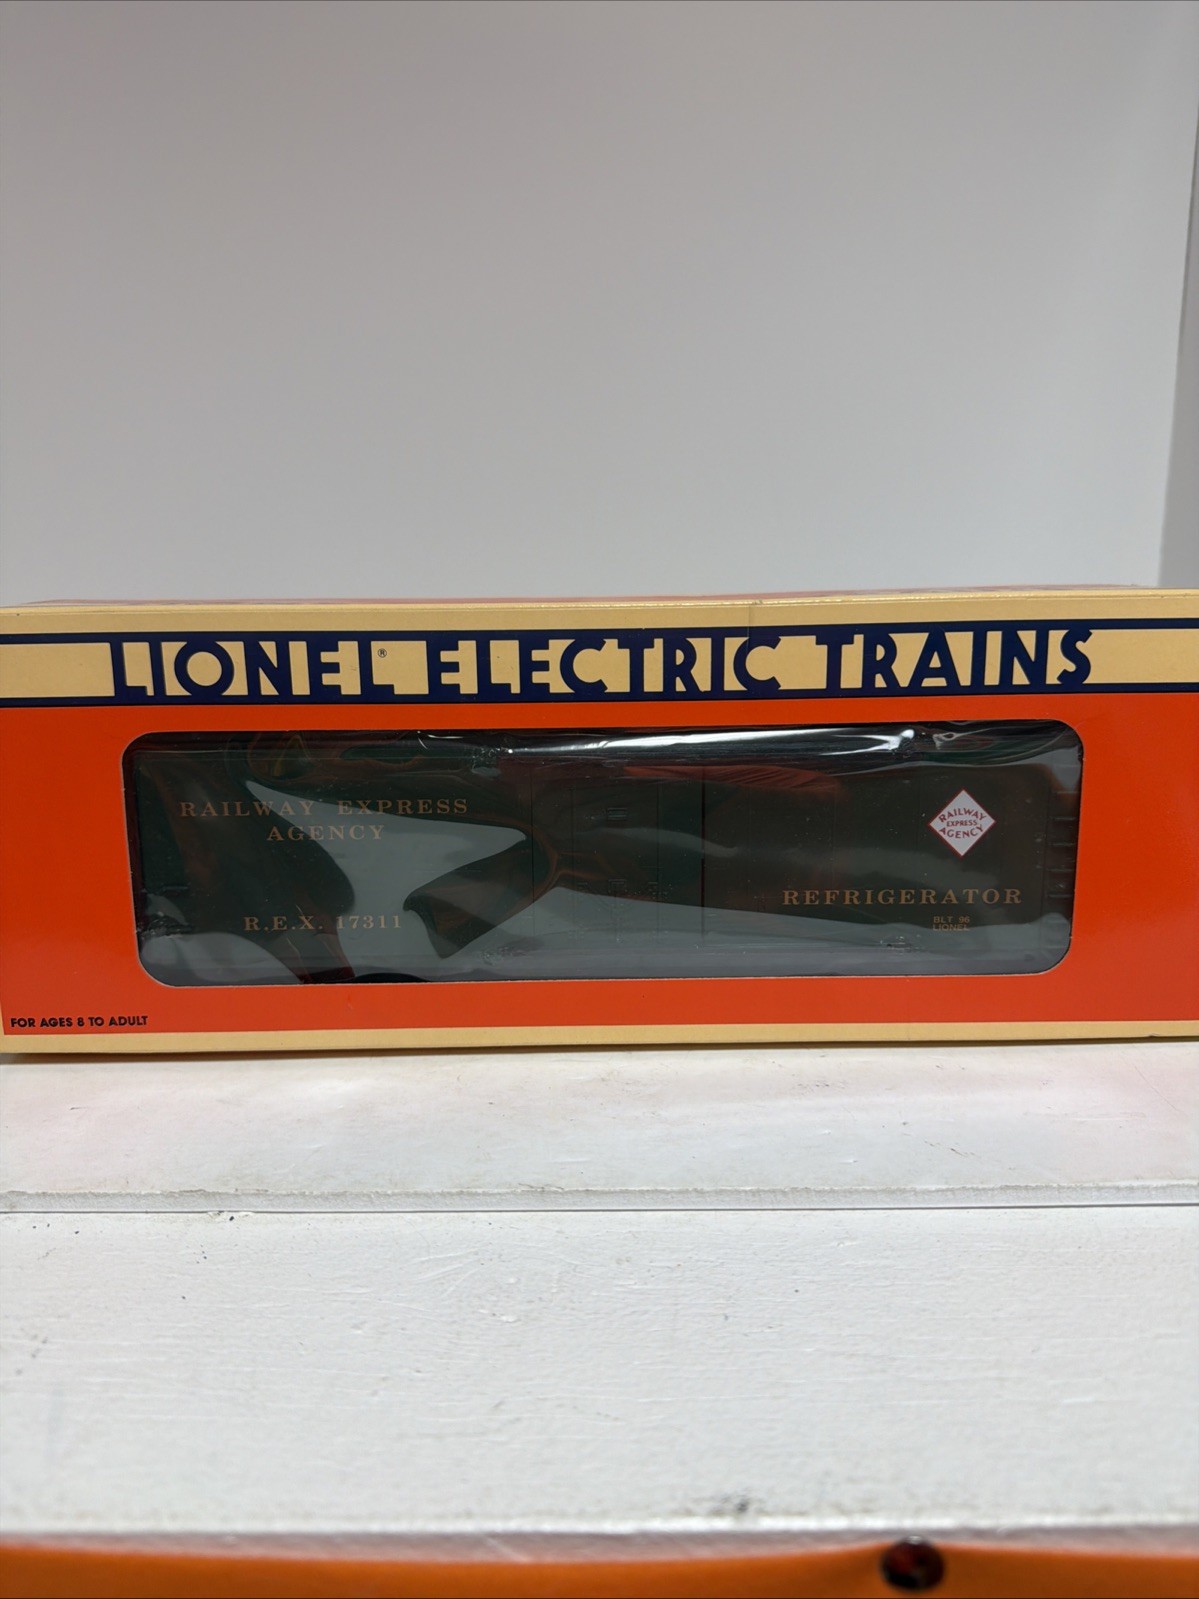 LIONEL® ELECTRIC TRAINS
RAILWAY EXPRESS
AGENCY
R.E.X. 17311
RAILWAY
EXPRESS
AGENCY
REFRIGERATOR
BLT 96
LIONEL
FOR AGES 8 TO ADULT